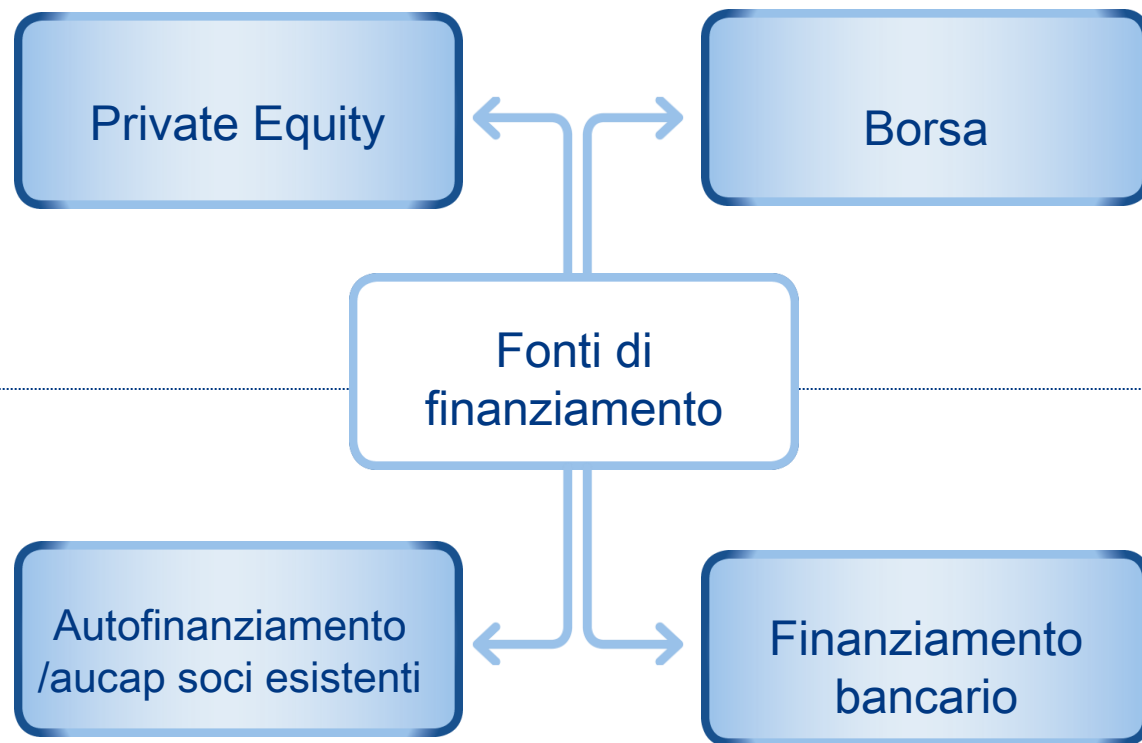 Private Equity
Borsa
Fonti di
finanziamento
Autofinanziamento
/aucap soci esistenti
Finanziamento
bancario